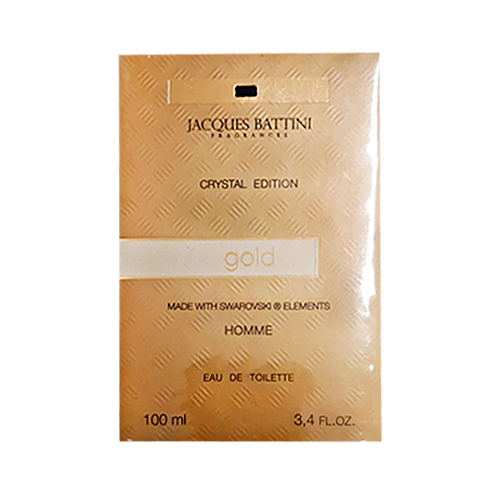 JACQUES BATTINI
FRAGRANCES
CRYSTAL EDITION
gold
MADE WITH SWAROVSKI ® ELEMENTS
HOMME
EAU DE TOILETTE
100 ml 3,4 FL.OZ.